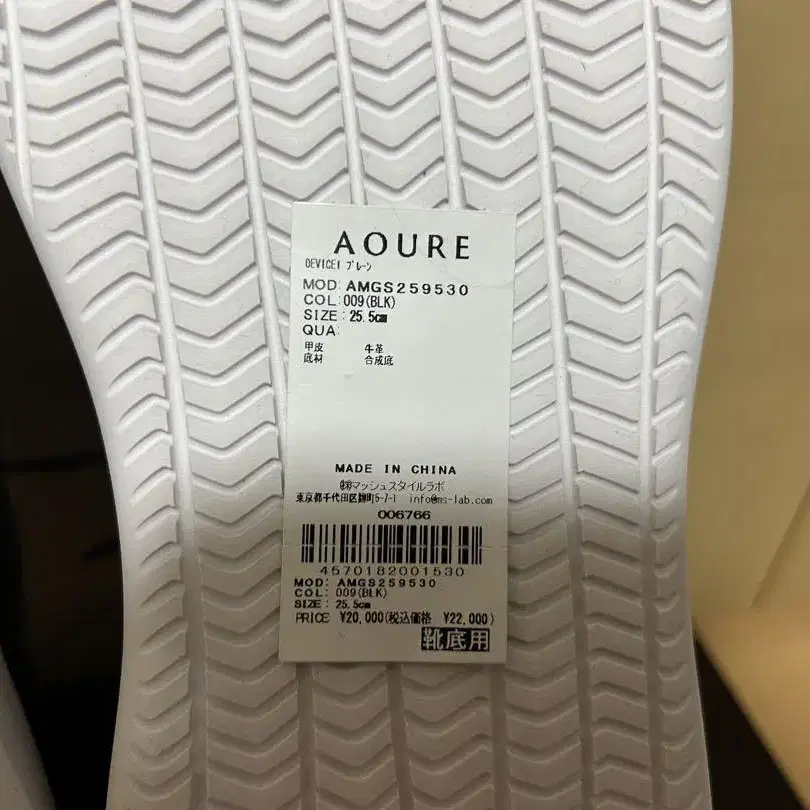 AOURE
DEVICE1 プレーン
MOD: AMGS259530
COL: 009(BLK)
SIZE: 25.5cm
QUA:
甲皮 牛革
底材 合成底
MADE IN CHINA
㈱マッシュスタイルラボ
東京都千代田区麹町5-7-1 info@ms-lab.com
006766
4570182001530
MOD: AMGS259530
COL: 009(BLK)
SIZE: 25.5cm
PRICE ¥20,000(税込価格 ¥22,000)
靴底用